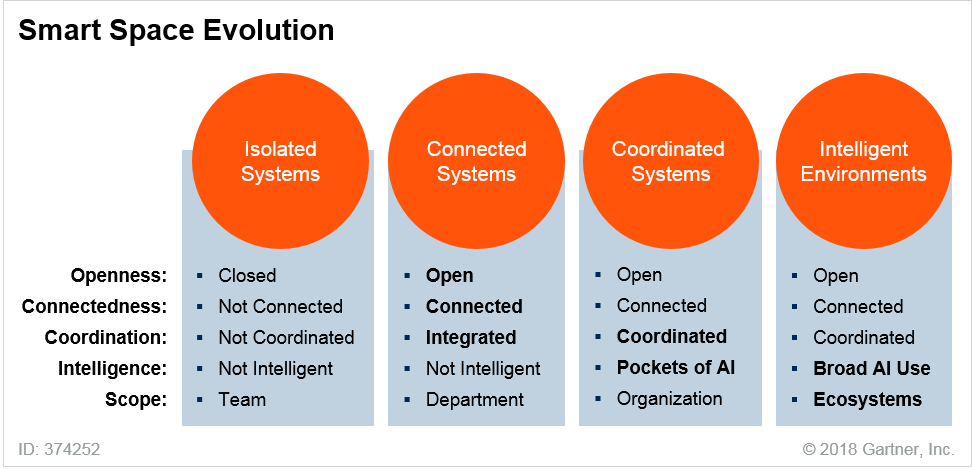 Smart Space Evolution
Isolated
Systems
Connected
Systems
Coordinated
Systems
Intelligent
Environments
Openness: ▪ Closed ▪ Open ▪ Open ▪ Open
Connectedness: ▪ Not Connected ▪ Connected ▪ Connected ▪ Connected
Coordination: ▪ Not Coordinated ▪ Integrated ▪ Coordinated ▪ Coordinated
Intelligence: ▪ Not Intelligent ▪ Not Intelligent ▪ Pockets of AI ▪ Broad AI Use
Scope: ▪ Team ▪ Department ▪ Organization ▪ Ecosystems
ID: 374252 © 2018 Gartner, Inc.